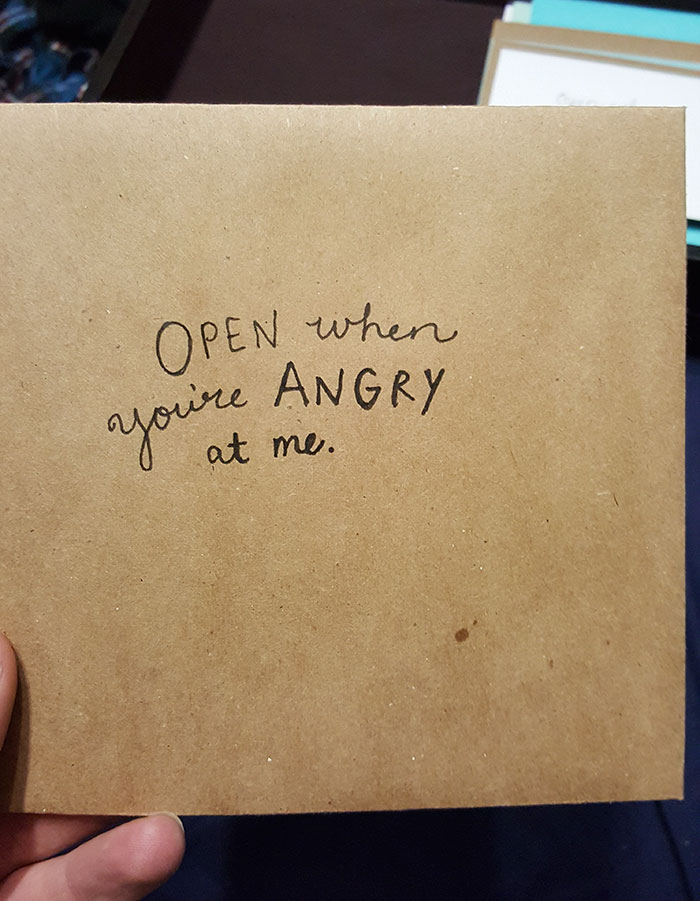 OPEN when
you're ANGRY
at me.